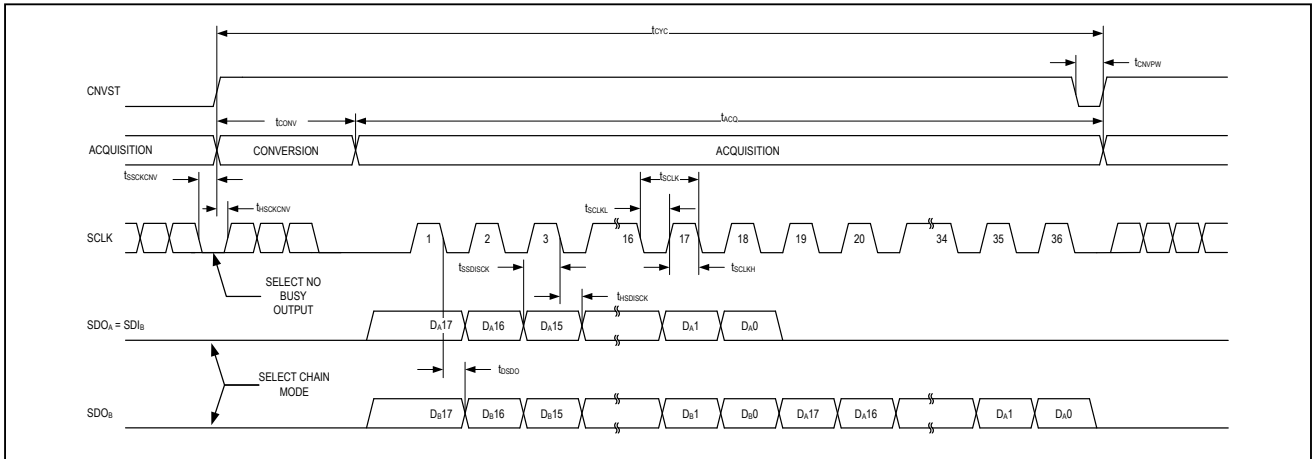 tCYC
tCNVPW
CNVST
tCONV
tACQ
ACQUISITION
CONVERSION
ACQUISITION
tSSCKCNV
tHSCKCNV
tSCLK
tSCLKL
SCLK
1
2
3
16
17
18
19
20
34
35
36
tSSDISCK
tSCLKH
SELECT NO
BUSY
OUTPUT
tHSDISCK
SDOA = SDIB
DA17
DA16
DA15
DA1
DA0
SELECT CHAIN
MODE
tDSDO
SDOB
DB17
DB16
DB15
DB1
DB0
DA17
DA16
DA1
DA0